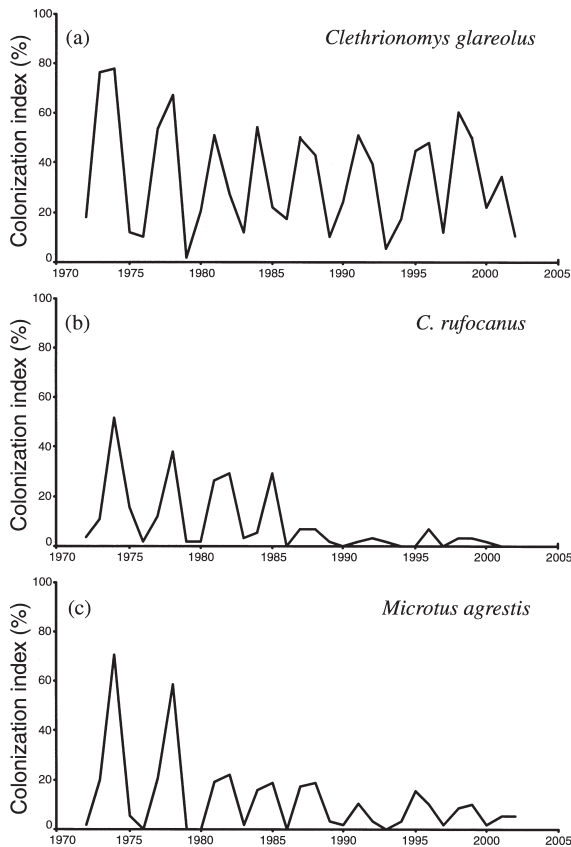 (a)
Clethrionomys glareolus
Colonization index (%)
100
80
60
40
20
0
1970 1975 1980 1985 1990 1995 2000 2005
(b)
C. rufocanus
Colonization index (%)
100
80
60
40
20
0
1970 1975 1980 1985 1990 1995 2000 2005
(c)
Microtus agrestis
Colonization index (%)
100
80
60
40
20
0
1970 1975 1980 1985 1990 1995 2000 2005